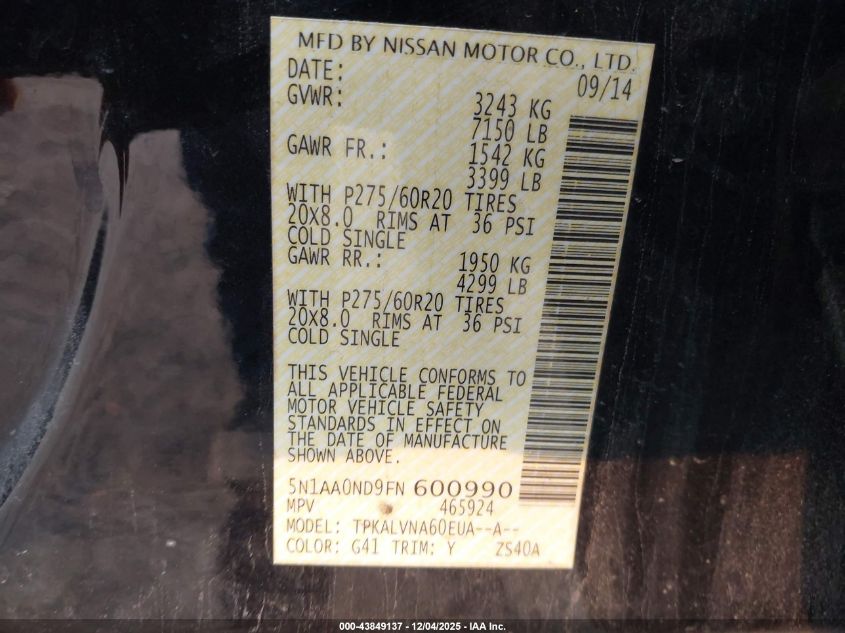 MFD BY NISSAN MOTOR CO., LTD.
DATE: 09/14
GVWR: 3243 KG
7150 LB
GAWR FR.: 1542 KG
3399 LB
WITH P275/60R20 TIRES
20X8.0 RIMS AT 36 PSI
COLD SINGLE
GAWR RR.: 1950 KG
4299 LB
WITH P275/60R20 TIRES
20X8.0 RIMS AT 36 PSI
COLD SINGLE
THIS VEHICLE CONFORMS TO
ALL APPLICABLE FEDERAL
MOTOR VEHICLE SAFETY
STANDARDS IN EFFECT ON
THE DATE OF MANUFACTURE
SHOWN ABOVE.
5N1AA0ND9FN 600990
MPV 465924
MODEL: TPKALVNA60EUA--A--
COLOR: G41 TRIM: Y ZS40A
000-43849137 - 12/04/2025 - IAA Inc.